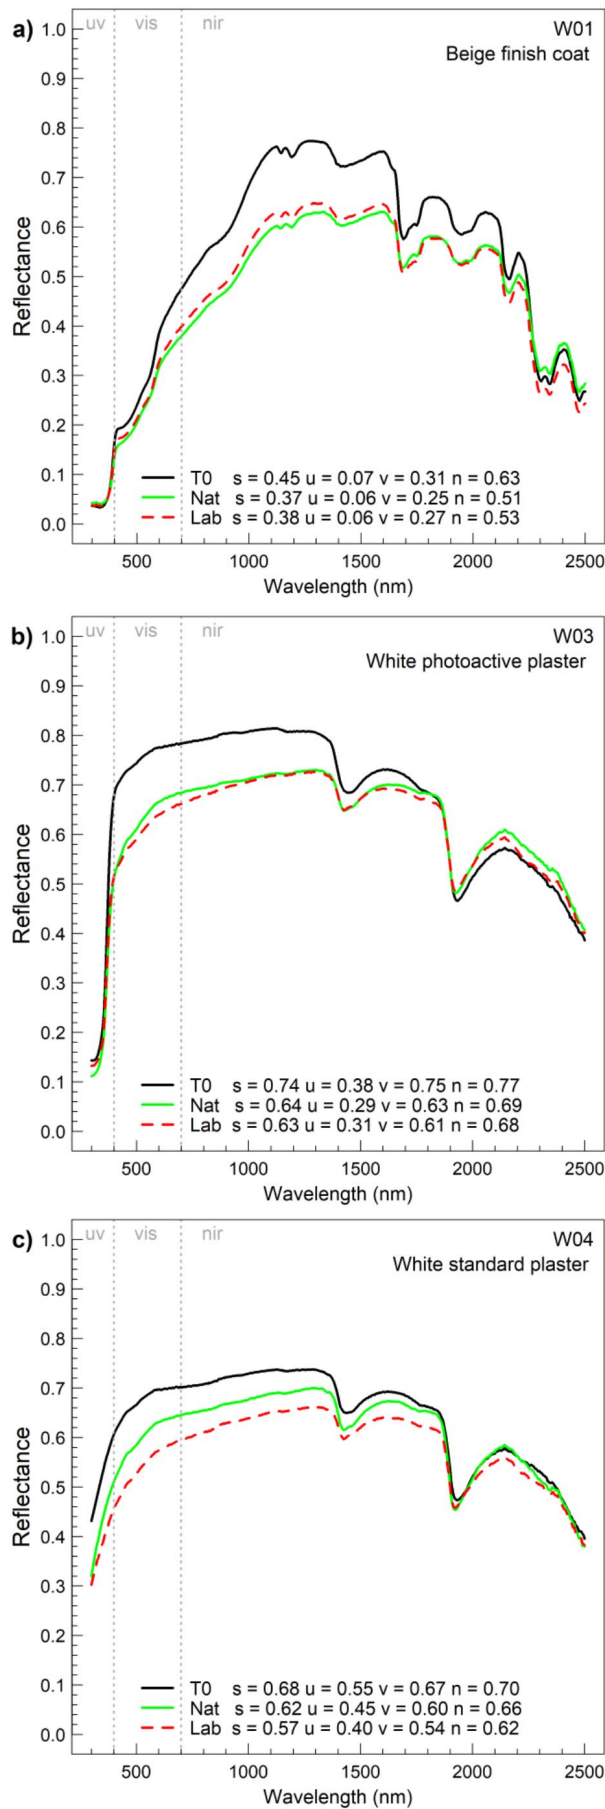 a)
uv vis nir
W01
Beige finish coat
1.0
0.9
0.8
0.7
0.6
0.5
0.4
0.3
0.2
0.1
0.0
Reflectance
T0 s = 0.45 u = 0.07 v = 0.31 n = 0.63
Nat s = 0.37 u = 0.06 v = 0.25 n = 0.51
Lab s = 0.38 u = 0.06 v = 0.27 n = 0.53
500 1000 1500 2000 2500
Wavelength (nm)
b)
uv vis nir
W03
White photoactive plaster
1.0
0.9
0.8
0.7
0.6
0.5
0.4
0.3
0.2
0.1
0.0
Reflectance
T0 s = 0.74 u = 0.38 v = 0.75 n = 0.77
Nat s = 0.64 u = 0.29 v = 0.63 n = 0.69
Lab s = 0.63 u = 0.31 v = 0.61 n = 0.68
500 1000 1500 2000 2500
Wavelength (nm)
c)
uv vis nir
W04
White standard plaster
1.0
0.9
0.8
0.7
0.6
0.5
0.4
0.3
0.2
0.1
0.0
Reflectance
T0 s = 0.68 u = 0.55 v = 0.67 n = 0.70
Nat s = 0.62 u = 0.45 v = 0.60 n = 0.66
Lab s = 0.57 u = 0.40 v = 0.54 n = 0.62
500 1000 1500 2000 2500
Wavelength (nm)